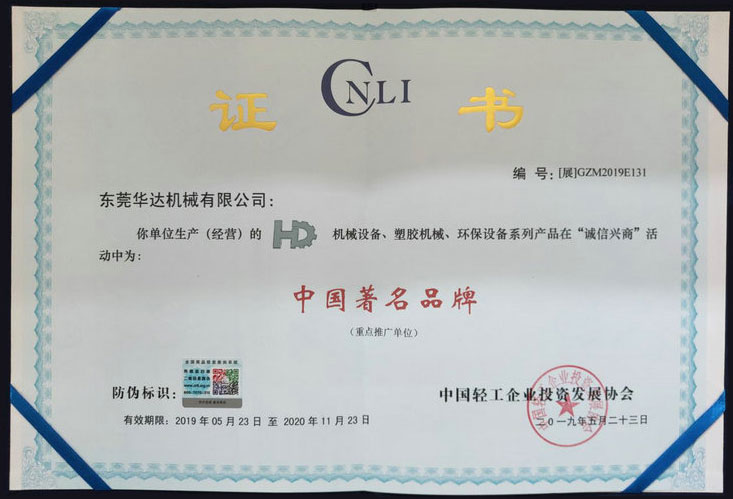 CNLI
证 书
编 号: [展]GZM2019E131
东莞华达机械有限公司:
你单位生产（经营）的 HD 机械设备、塑胶机械、环保设备系列产品在“诚信兴商”活
动中为:
中国著名品牌
（重点推广单位）
防伪标识:
中国轻工企业投资发展协会
有效期限: 2019 年 05 月 23 日 至 2020 年 11 月 23 日
二〇一九年五月二十三日